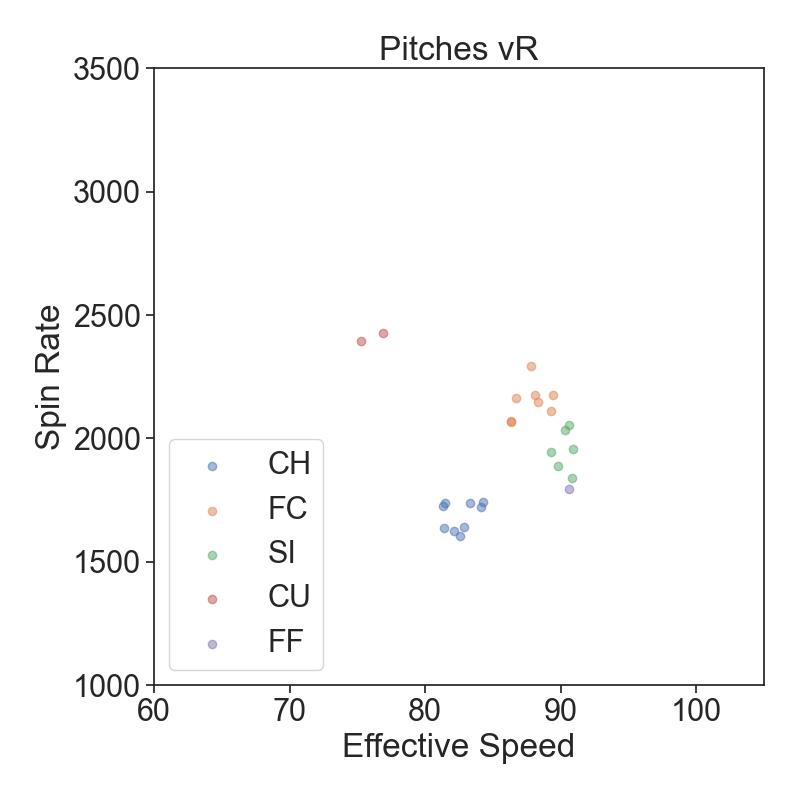 Pitches vR
3500
3000
2500
2000
1500
1000
Spin Rate
CH
FC
SI
CU
FF
60 70 80 90 100
Effective Speed